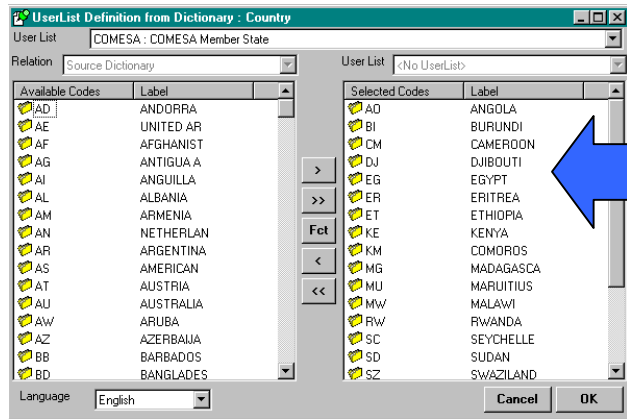 UserList Definition from Dictionary : Country
User List COMESA : COMESA Member State
Relation Source Dictionary User List <No UserList>
Available Codes Label
AD ANDORRA
AE UNITED AR
AF AFGHANIST
AG ANTIGUA A
AI ANGUILLA
AL ALBANIA
AM ARMENIA
AN NETHERLAN
AR ARGENTINA
AS AMERICAN
AT AUSTRIA
AU AUSTRALIA
AW ARUBA
AZ AZERBAIJA
BB BARBADOS
BD BANGLADES
>
>>
Fct
<
<<
Selected Codes Label
AO ANGOLA
BI BURUNDI
CM CAMEROON
DJ DJIBOUTI
EG EGYPT
ER ERITREA
ET ETHIOPIA
KE KENYA
KM COMOROS
MG MADAGASCA
MU MARUITIUS
MW MALAWI
RW RWANDA
SC SEYCHELLE
SD SUDAN
SZ SWAZILAND
Language English Cancel OK